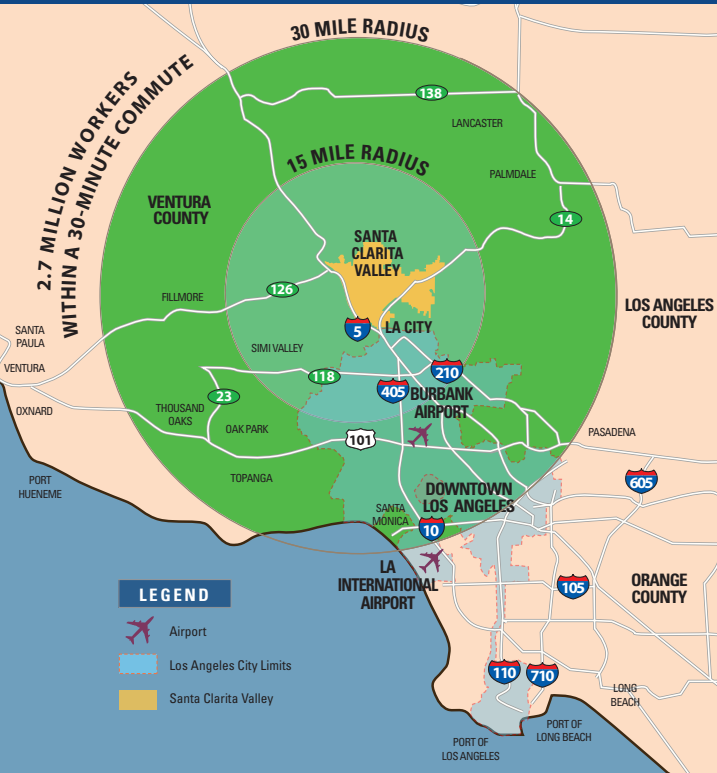 30 MILE RADIUS
2.7 MILLION WORKERS
WITHIN A 30-MINUTE COMMUTE
138
LANCASTER
15 MILE RADIUS
PALMDALE
VENTURA
COUNTY
14
SANTA
CLARITA
VALLEY
126
FILLMORE
LOS ANGELES
COUNTY
SANTA
PAULA
5
LA CITY
SIMI VALLEY
VENTURA
118
210
405
BURBANK
AIRPORT
23
OXNARD
THOUSAND
OAKS
OAK PARK
101
PASADENA
TOPANGA
PORT
HUENEME
605
DOWNTOWN
LOS ANGELES
SANTA
MONICA
10
LA
INTERNATIONAL
AIRPORT
105
ORANGE
COUNTY
LEGEND
Airport
Los Angeles City Limits
Santa Clarita Valley
110
710
LONG
BEACH
PORT OF
LONG BEACH
PORT OF
LOS ANGELES